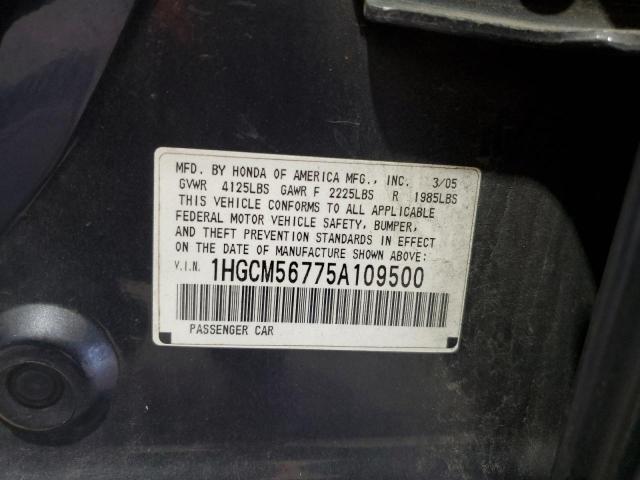 MFD. BY HONDA OF AMERICA MFG., INC. 3/05
GVWR 4125LBS GAWR F 2225LBS R 1985LBS
THIS VEHICLE CONFORMS TO ALL APPLICABLE
FEDERAL MOTOR VEHICLE SAFETY, BUMPER,
AND THEFT PREVENTION STANDARDS IN EFFECT
ON THE DATE OF MANUFACTURE SHOWN ABOVE:
V.I.N. 1HGCM56775A109500
PASSENGER CAR